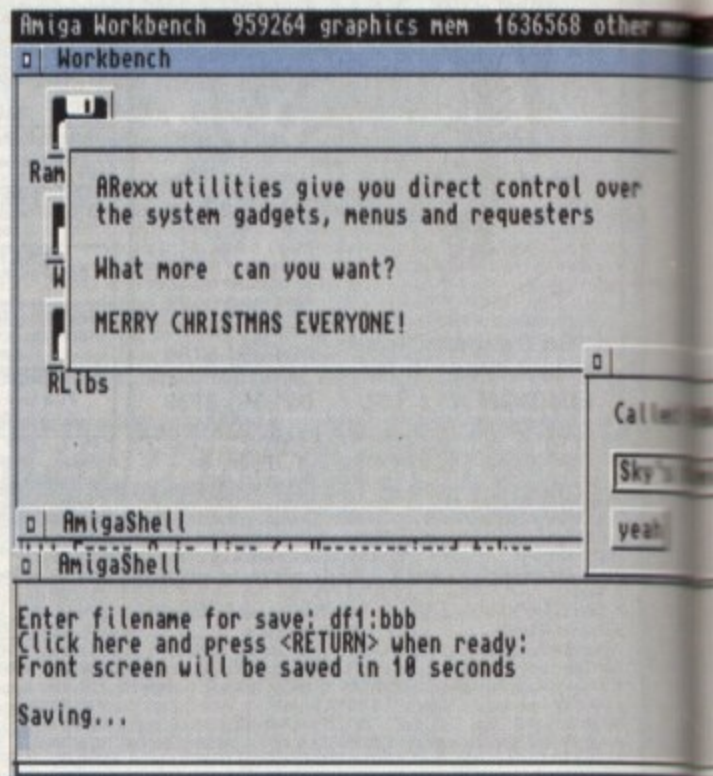 Amiga Workbench 959264 graphics mem 1636568 other
Workbench
Ram
ARexx utilities give you direct control over
the system gadgets, menus and requesters
W
What more can you want?
MERRY CHRISTMAS EVERYONE!
RLibs
Called
Sky's
yeah
AmigaShell
AmigaShell
Enter filename for save: df1:bbb
Click here and press <RETURN> when ready:
Front screen will be saved in 10 seconds
Saving...